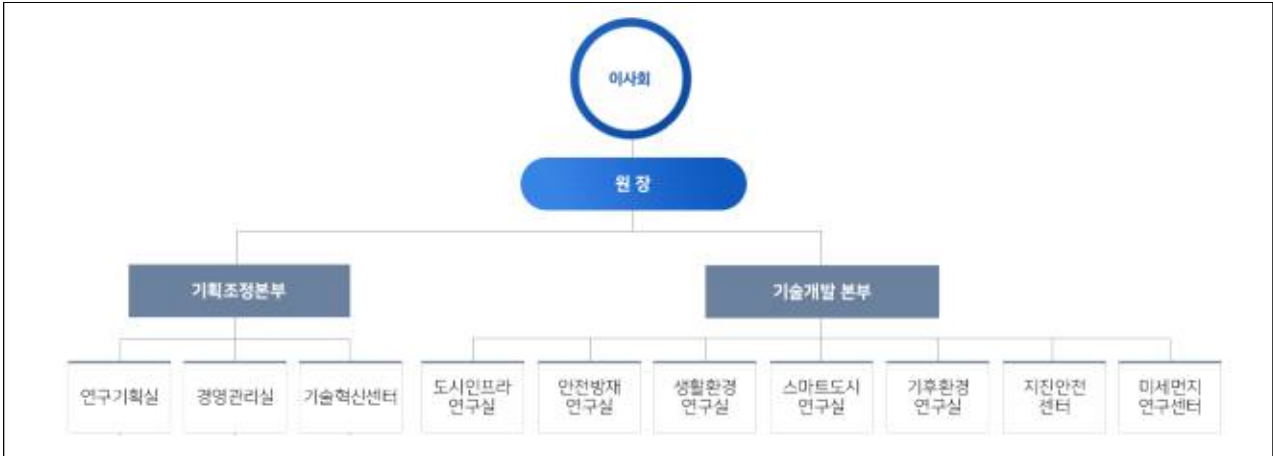 이사회
원 장
기획조정본부
기술개발 본부
연구기획실
경영관리실
기술혁신센터
도시인프라
연구실
안전방재
연구실
생활환경
연구실
스마트도시
연구실
기후환경
연구실
지진안전
센터
미세먼지
연구센터